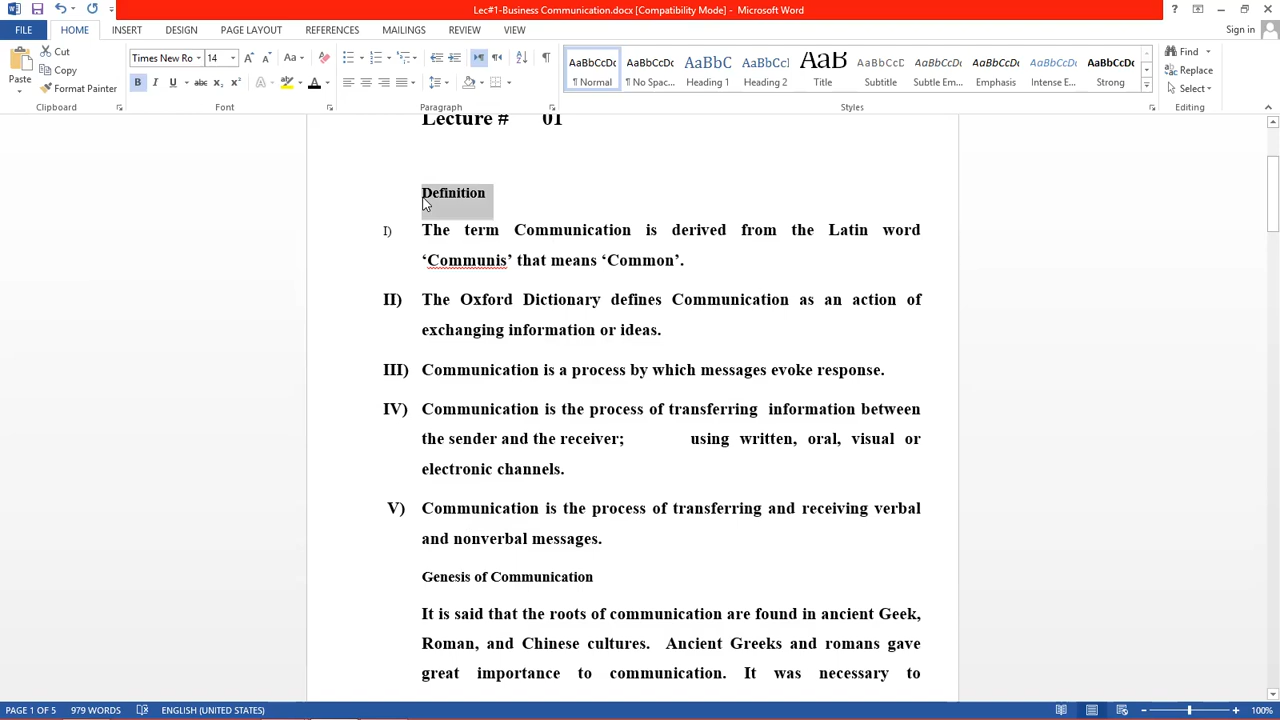 Lec#1-Business Communication.docx [Compatibility Mode] - Microsoft Word
FILE HOME INSERT DESIGN PAGE LAYOUT REFERENCES MAILINGS REVIEW VIEW Sign in
Paste Cut Copy Format Painter
Times New Ro 14
AaBbCcDc AaBbCcDc AaBbC AaBbCc AaB AaBbCcD AaBbCcDc AaBbCcDc AaBbCcDc AaBbCcDc
¶ Normal ¶ No Spac... Heading 1 Heading 2 Title Subtitle Subtle Em... Emphasis Intense E... Strong
Find Replace Select
Clipboard Font Paragraph Styles Editing
Lecture # 01
Definition
I) The term Communication is derived from the Latin word
‘Communis’ that means ‘Common’.
II) The Oxford Dictionary defines Communication as an action of
exchanging information or ideas.
III) Communication is a process by which messages evoke response.
IV) Communication is the process of transferring information between
the sender and the receiver; using written, oral, visual or
electronic channels.
V) Communication is the process of transferring and receiving verbal
and nonverbal messages.
Genesis of Communication
It is said that the roots of communication are found in ancient Geek,
Roman, and Chinese cultures. Ancient Greeks and romans gave
great importance to communication. It was necessary to
PAGE 1 OF 5 979 WORDS ENGLISH (UNITED STATES) 100%